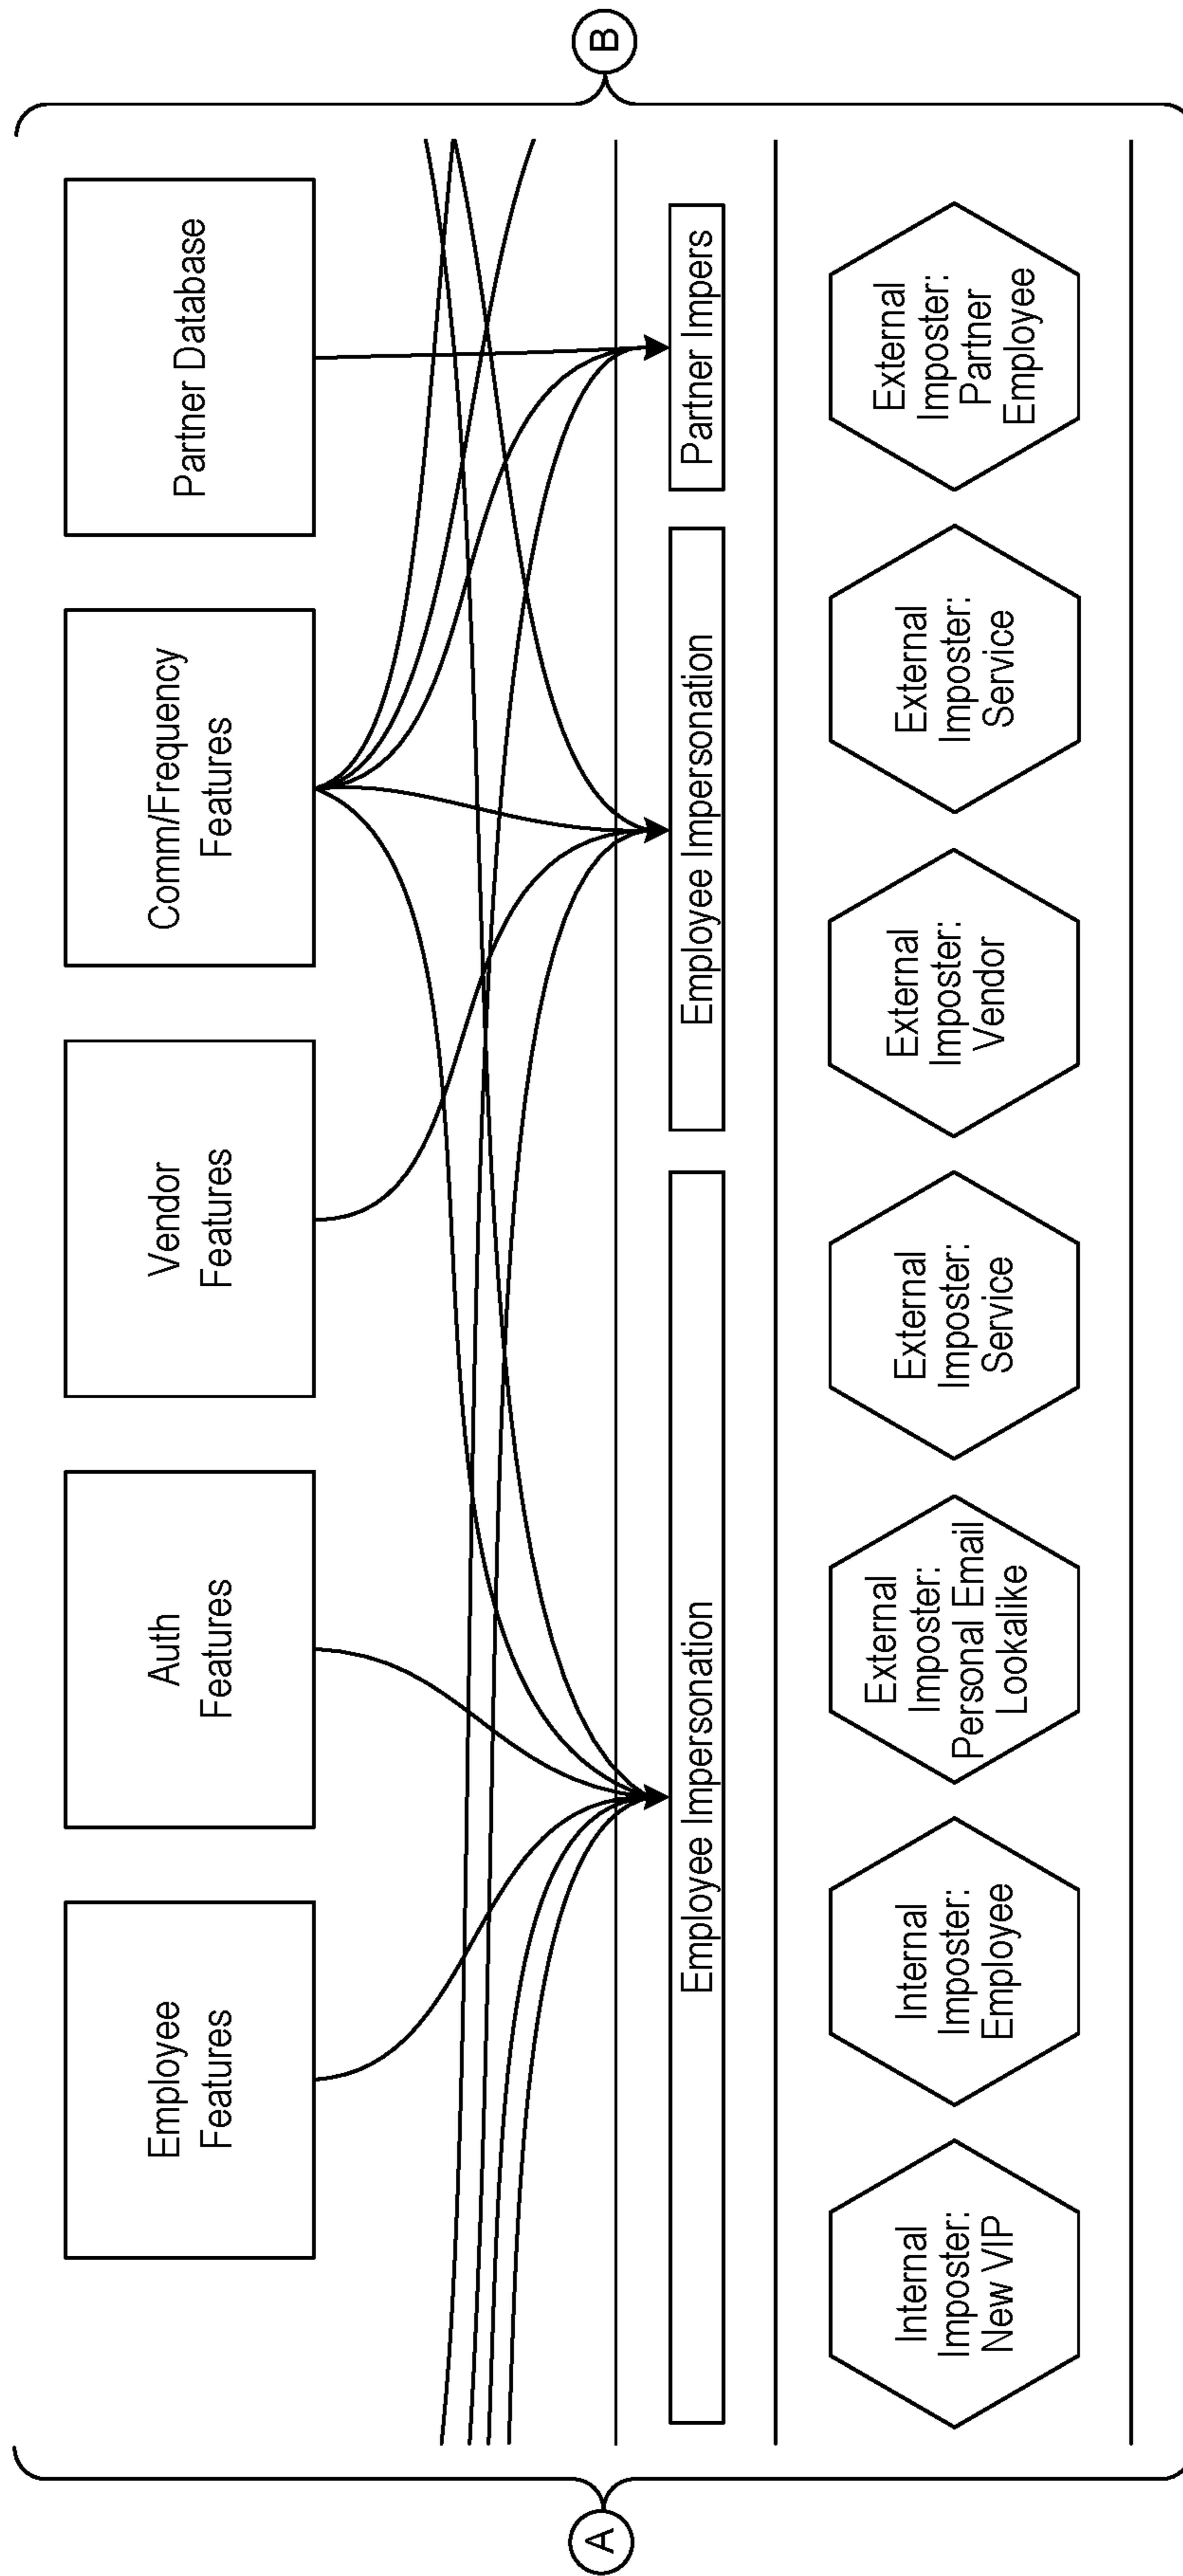 A
Employee
Features
Auth
Features
Vendor
Features
Comm/Frequency
Features
Partner Database
B
Employee Impersonation
Employee Impersonation
Partner Impers
Internal
Imposter:
New VIP
Internal
Imposter:
Employee
External
Imposter:
Personal Email
Lookalike
External
Imposter:
Service
External
Imposter:
Vendor
External
Imposter:
Service
External
Imposter:
Partner
Employee